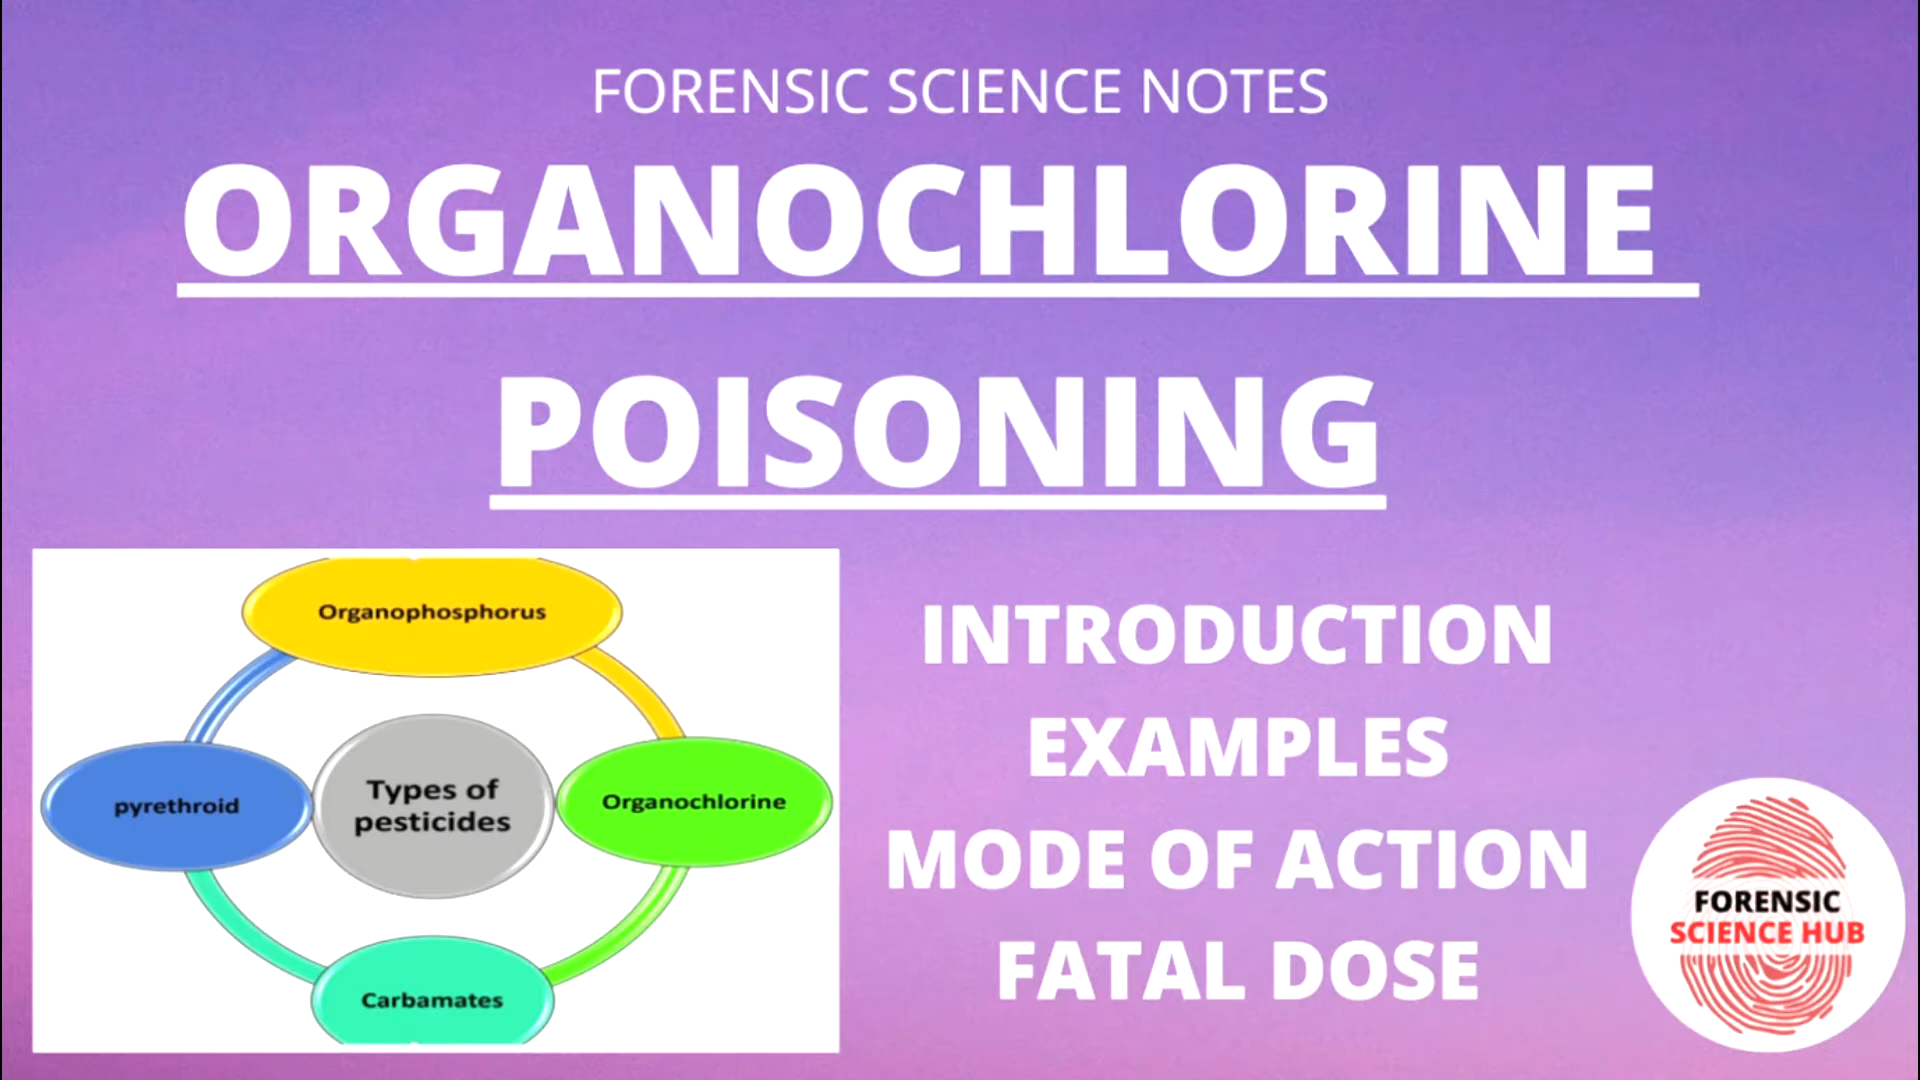 FORENSIC SCIENCE NOTES
ORGANOCHLORINE
POISONING
Organophosphorus
pyrethroid
Types of
pesticides
Organochlorine
Carbamates
INTRODUCTION
EXAMPLES
MODE OF ACTION
FATAL DOSE
FORENSIC
SCIENCE HUB